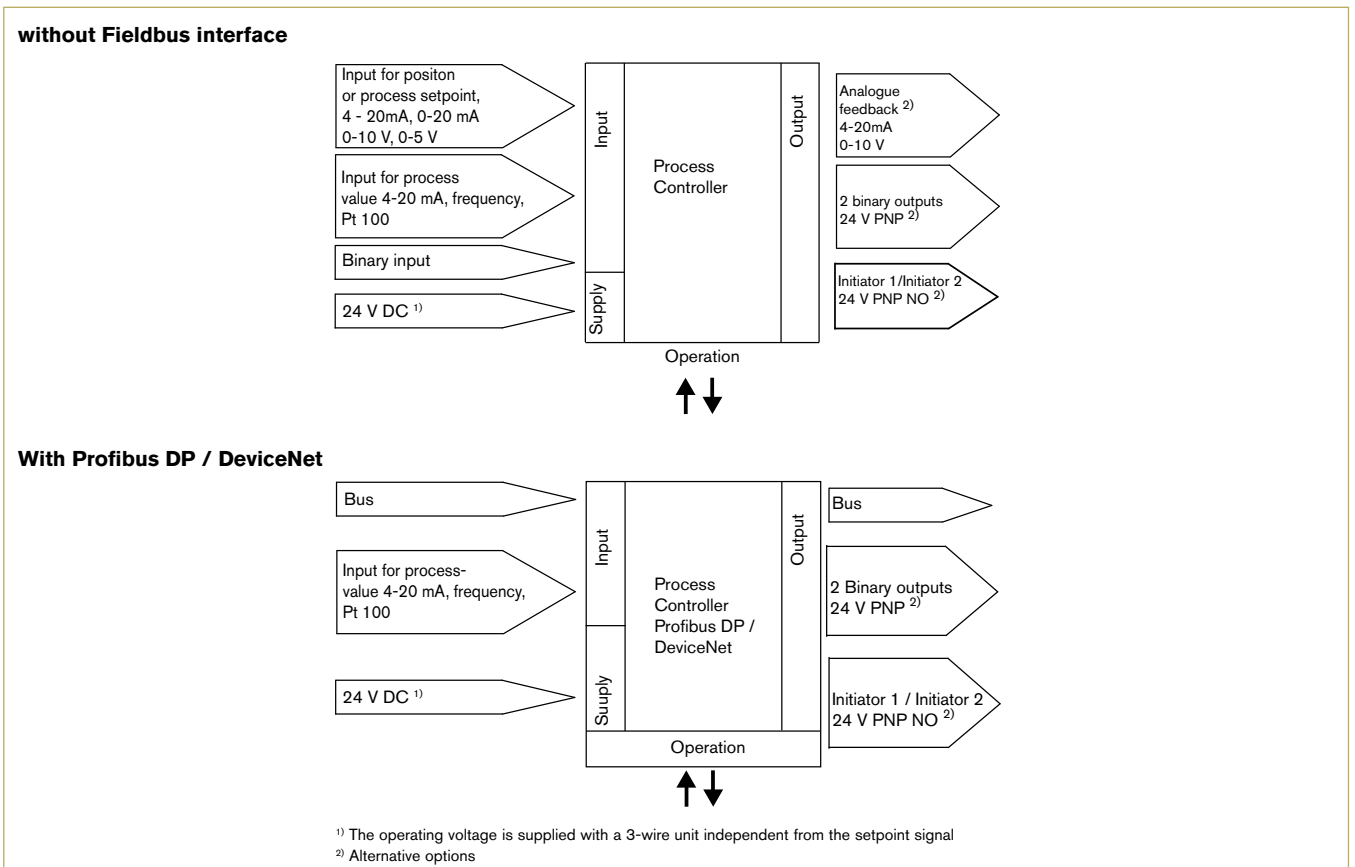 without Fieldbus interface
Input for positon
or process setpoint,
4 - 20mA, 0-20 mA
0-10 V, 0-5 V
Input for process
value 4-20 mA, frequency,
Pt 100
Binary input
24 V DC 1)
Input
Supply
Process
Controller
Output
Analogue
feedback 2)
4-20mA
0-10 V
2 binary outputs
24 V PNP 2)
Initiator 1/Initiator 2
24 V PNP NO 2)
Operation
With Profibus DP / DeviceNet
Bus
Input for process-
value 4-20 mA, frequency,
Pt 100
24 V DC 1)
Input
Suuply
Process
Controller
Profibus DP /
DeviceNet
Output
Bus
2 Binary outputs
24 V PNP 2)
Initiator 1 / Initiator 2
24 V PNP NO 2)
Operation
1) The operating voltage is supplied with a 3-wire unit independent from the setpoint signal
2) Alternative options